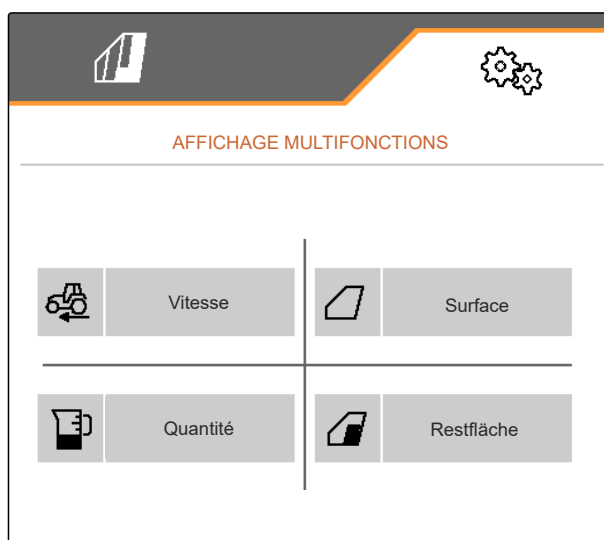 AFFICHAGE MULTIFONCTIONS
Vitesse
Surface
Quantité
Restfläche